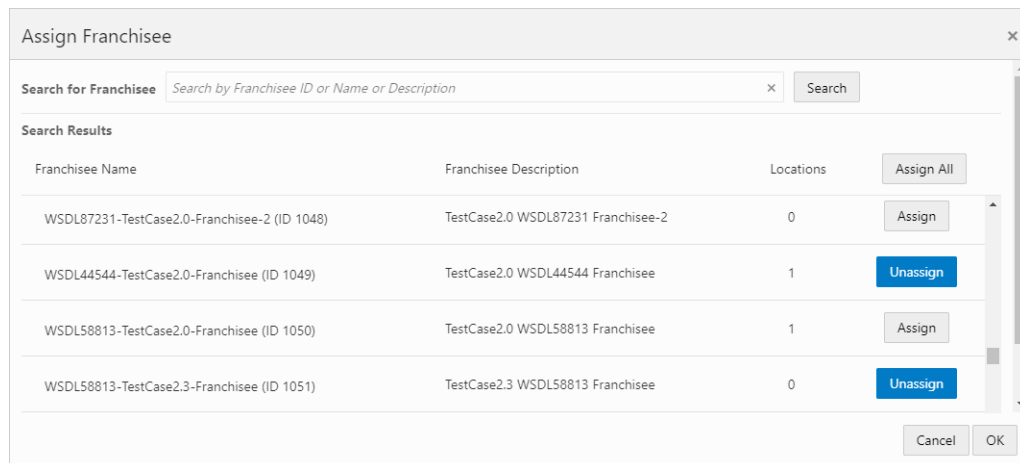 Assign Franchisee ×
Search for Franchisee Search by Franchisee ID or Name or Description × Search
Search Results
Franchisee Name Franchisee Description Locations Assign All
WSDL87231-TestCase2.0-Franchisee-2 (ID 1048) TestCase2.0 WSDL87231 Franchisee-2 0 Assign
WSDL44544-TestCase2.0-Franchisee (ID 1049) TestCase2.0 WSDL44544 Franchisee 1 Unassign
WSDL58813-TestCase2.0-Franchisee (ID 1050) TestCase2.0 WSDL58813 Franchisee 1 Assign
WSDL58813-TestCase2.3-Franchisee (ID 1051) TestCase2.3 WSDL58813 Franchisee 0 Unassign
Cancel OK